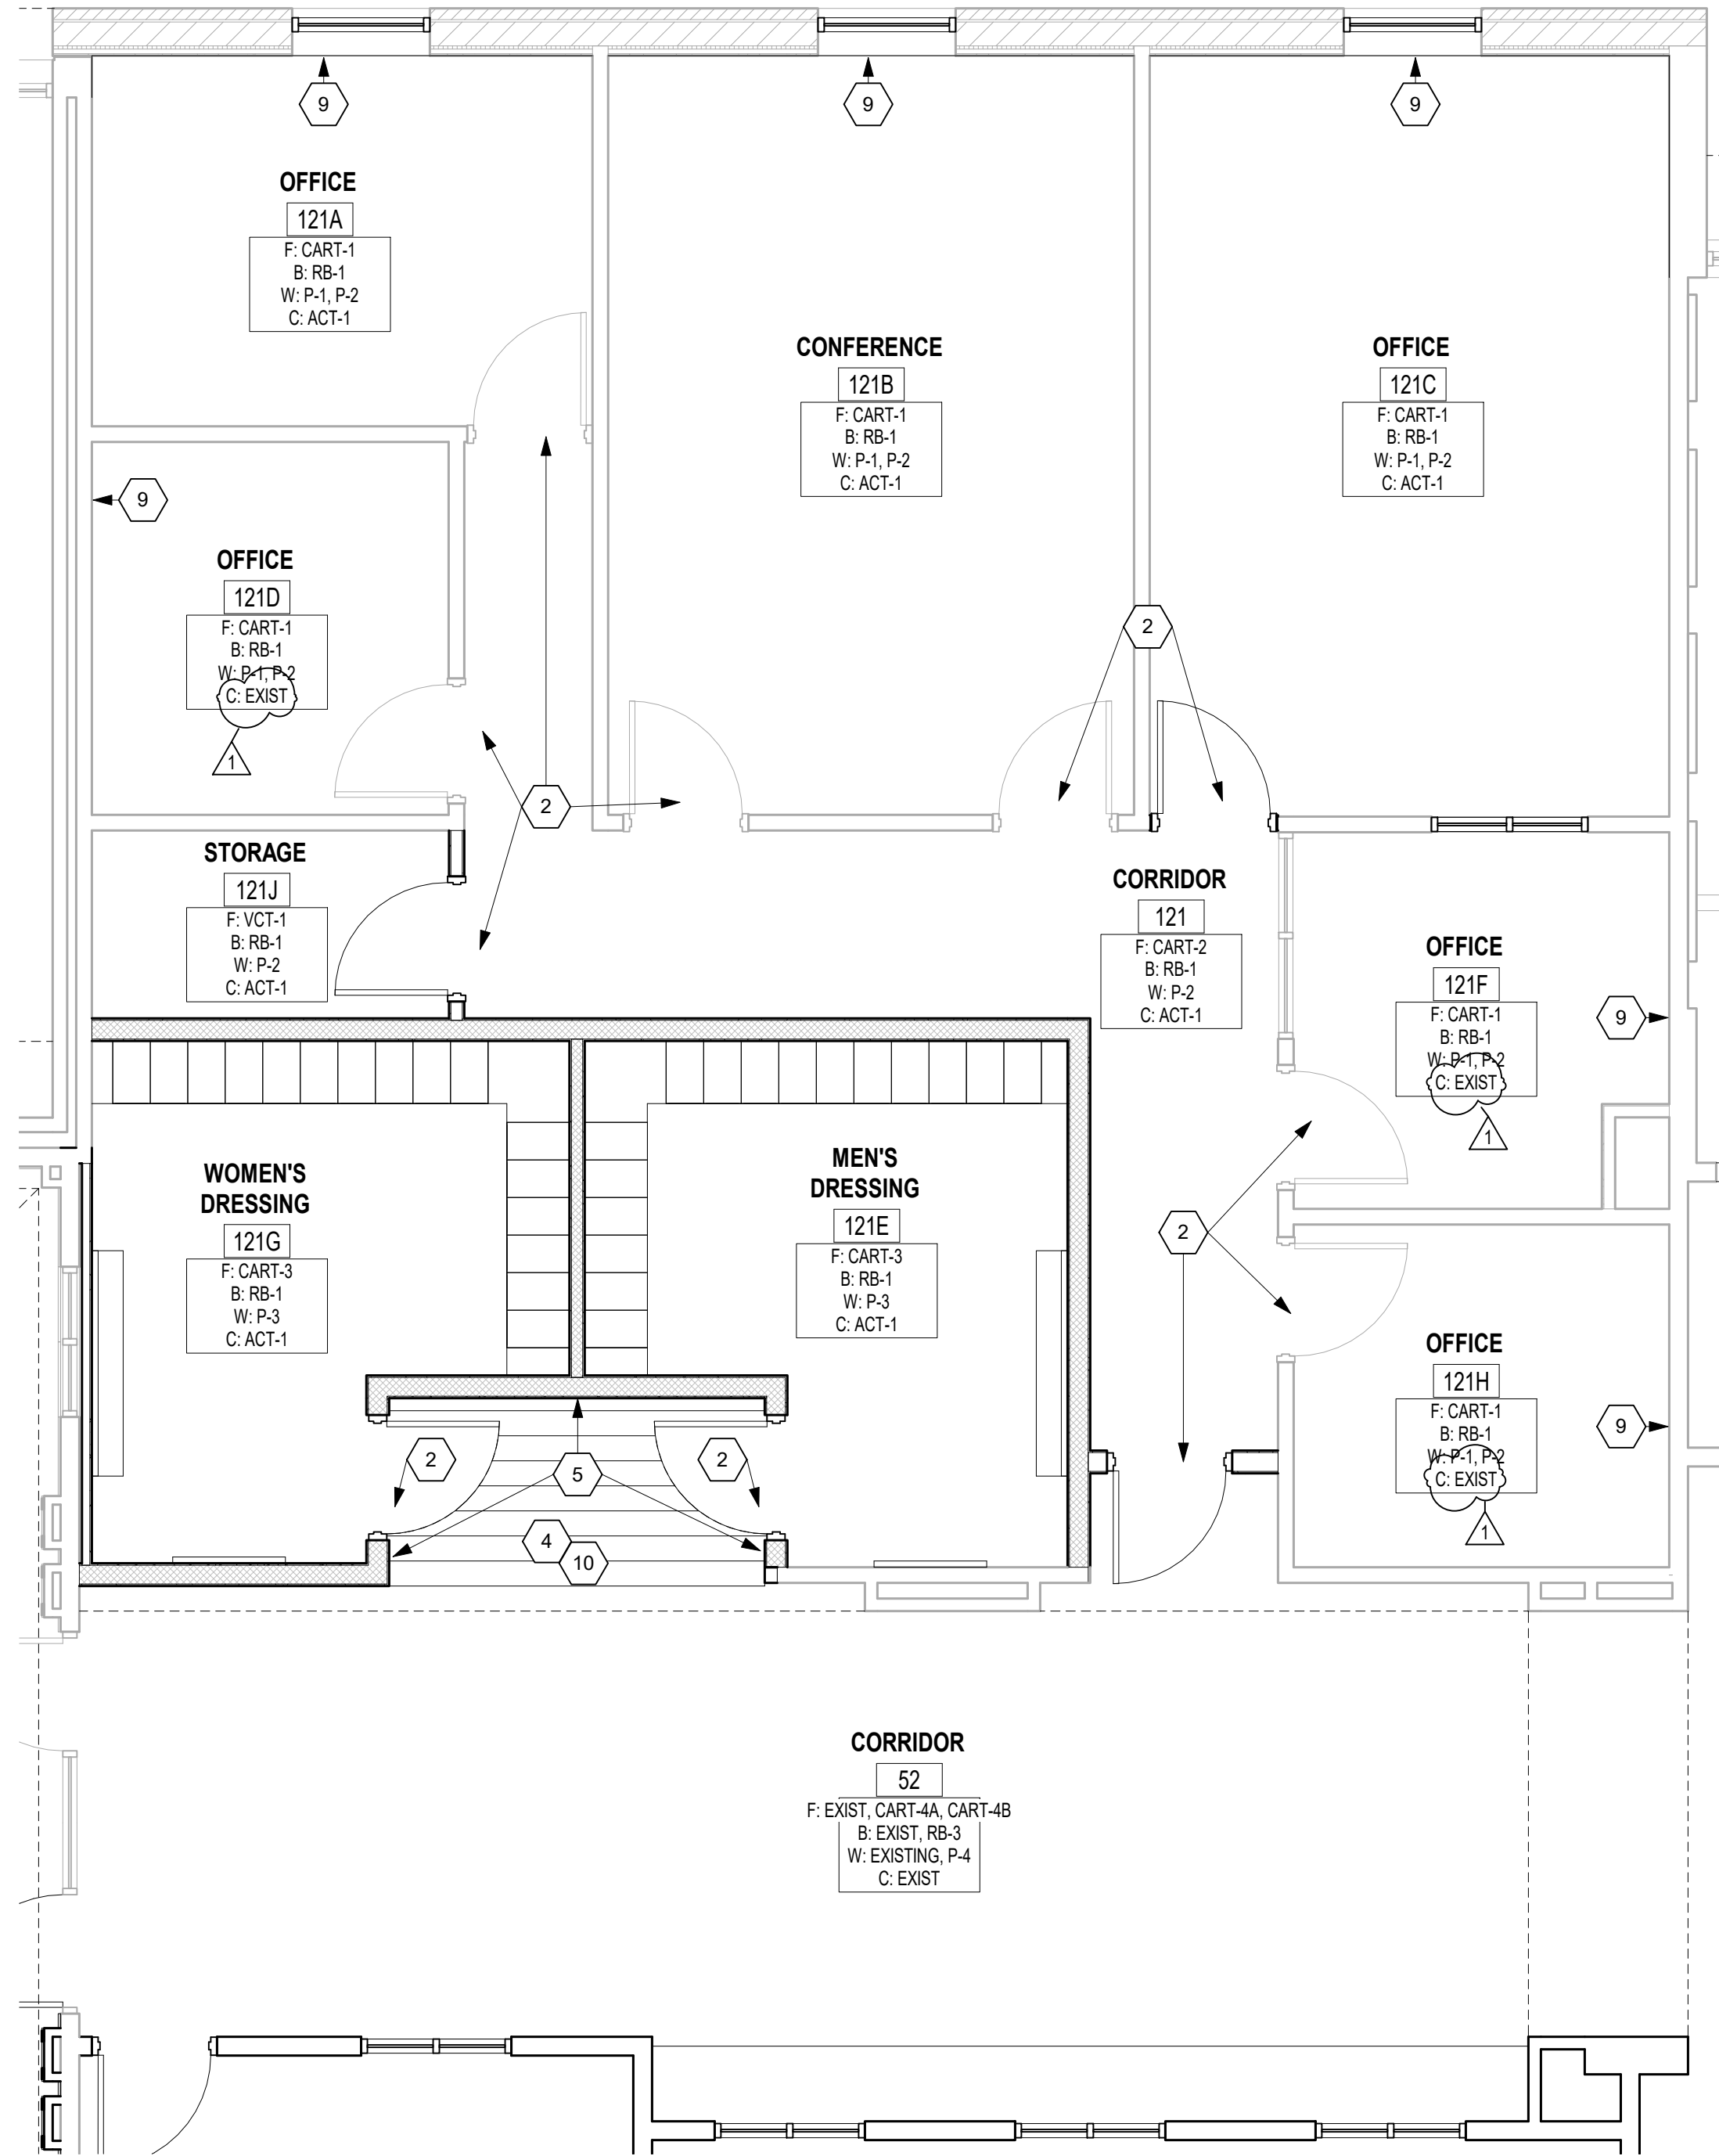 9
9
9
OFFICE
121A
F: CART-1
B: RB-1
W: P-1, P-2
C: ACT-1
CONFERENCE
121B
F: CART-1
B: RB-1
W: P-1, P-2
C: ACT-1
OFFICE
121C
F: CART-1
B: RB-1
W: P-1, P-2
C: ACT-1
9
OFFICE
121D
F: CART-1
B: RB-1
W: P-1, P-2
C: EXIST
1
2
2
STORAGE
121J
F: VCT-1
B: RB-1
W: P-2
C: ACT-1
CORRIDOR
121
F: CART-2
B: RB-1
W: P-2
C: ACT-1
OFFICE
121F
F: CART-1
B: RB-1
W: P-1, P-2
C: EXIST
1
9
WOMEN'S
DRESSING
121G
F: CART-3
B: RB-1
W: P-3
C: ACT-1
MEN'S
DRESSING
121E
F: CART-3
B: RB-1
W: P-3
C: ACT-1
2
OFFICE
121H
F: CART-1
B: RB-1
W: P-1, P-2
C: EXIST
1
9
2
5
2
4
10
CORRIDOR
52
F: EXIST, CART-4A, CART-4B
B: EXIST, RB-3
W: EXISTING, P-4
C: EXIST